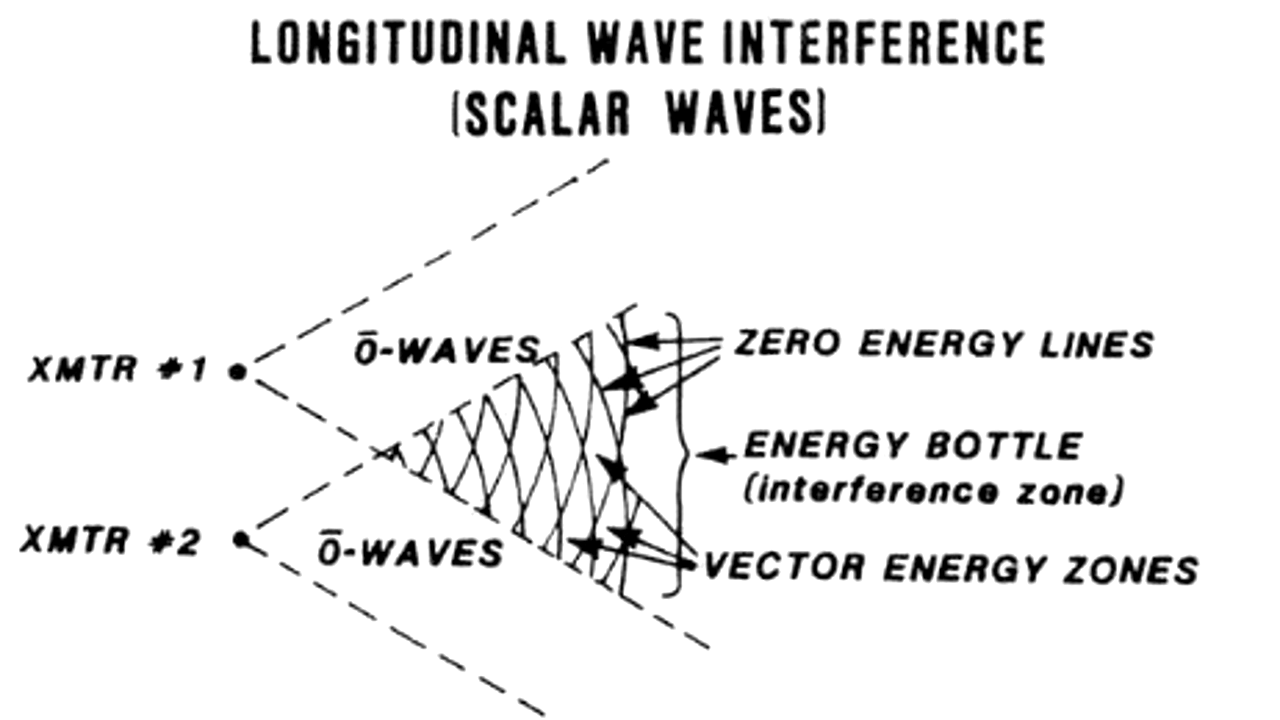 LONGITUDINAL WAVE INTERFERENCE
(SCALAR WAVES)
XMTR #1
Ō-WAVES
ZERO ENERGY LINES
ENERGY BOTTLE
(interference zone)
XMTR #2
Ō-WAVES
VECTOR ENERGY ZONES